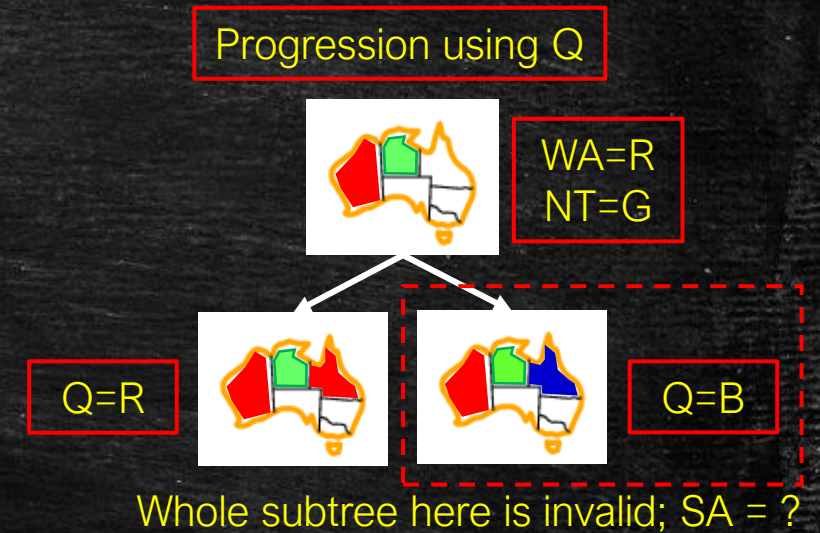 Progression using Q
WA=R
NT=G
Q=R
Q=B
Whole subtree here is invalid; SA = ?